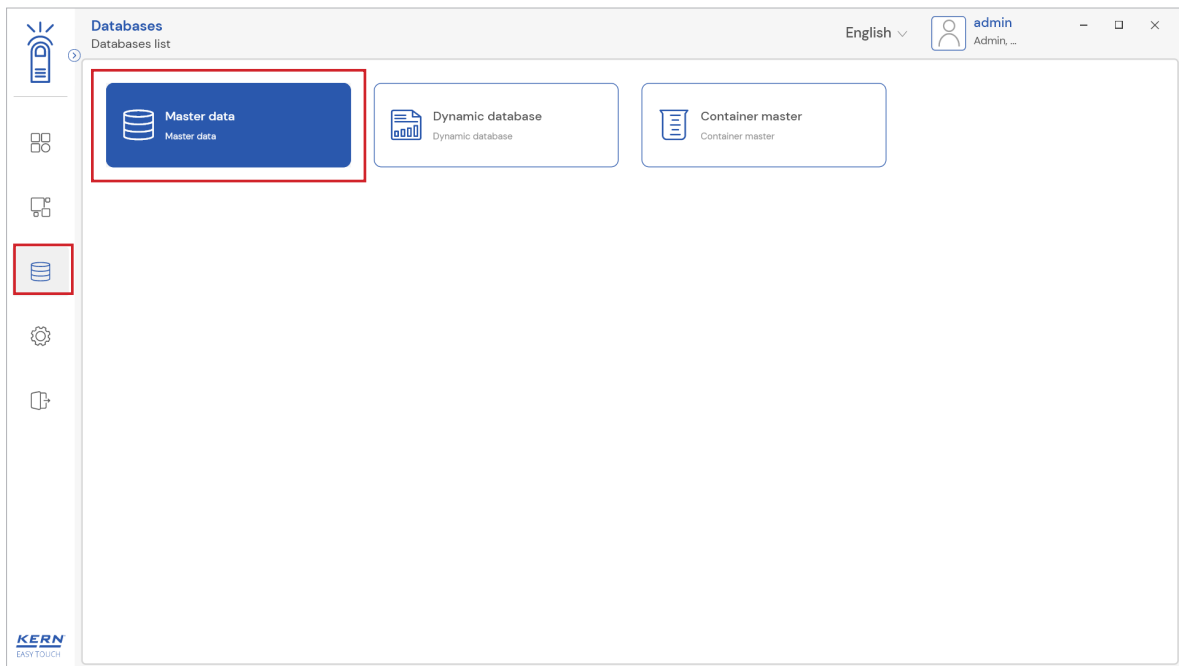 Databases
Databases list
English
admin
Admin, ...
Master data
Master data
Dynamic database
Dynamic database
Container master
Container master
KERN
EASY TOUCH